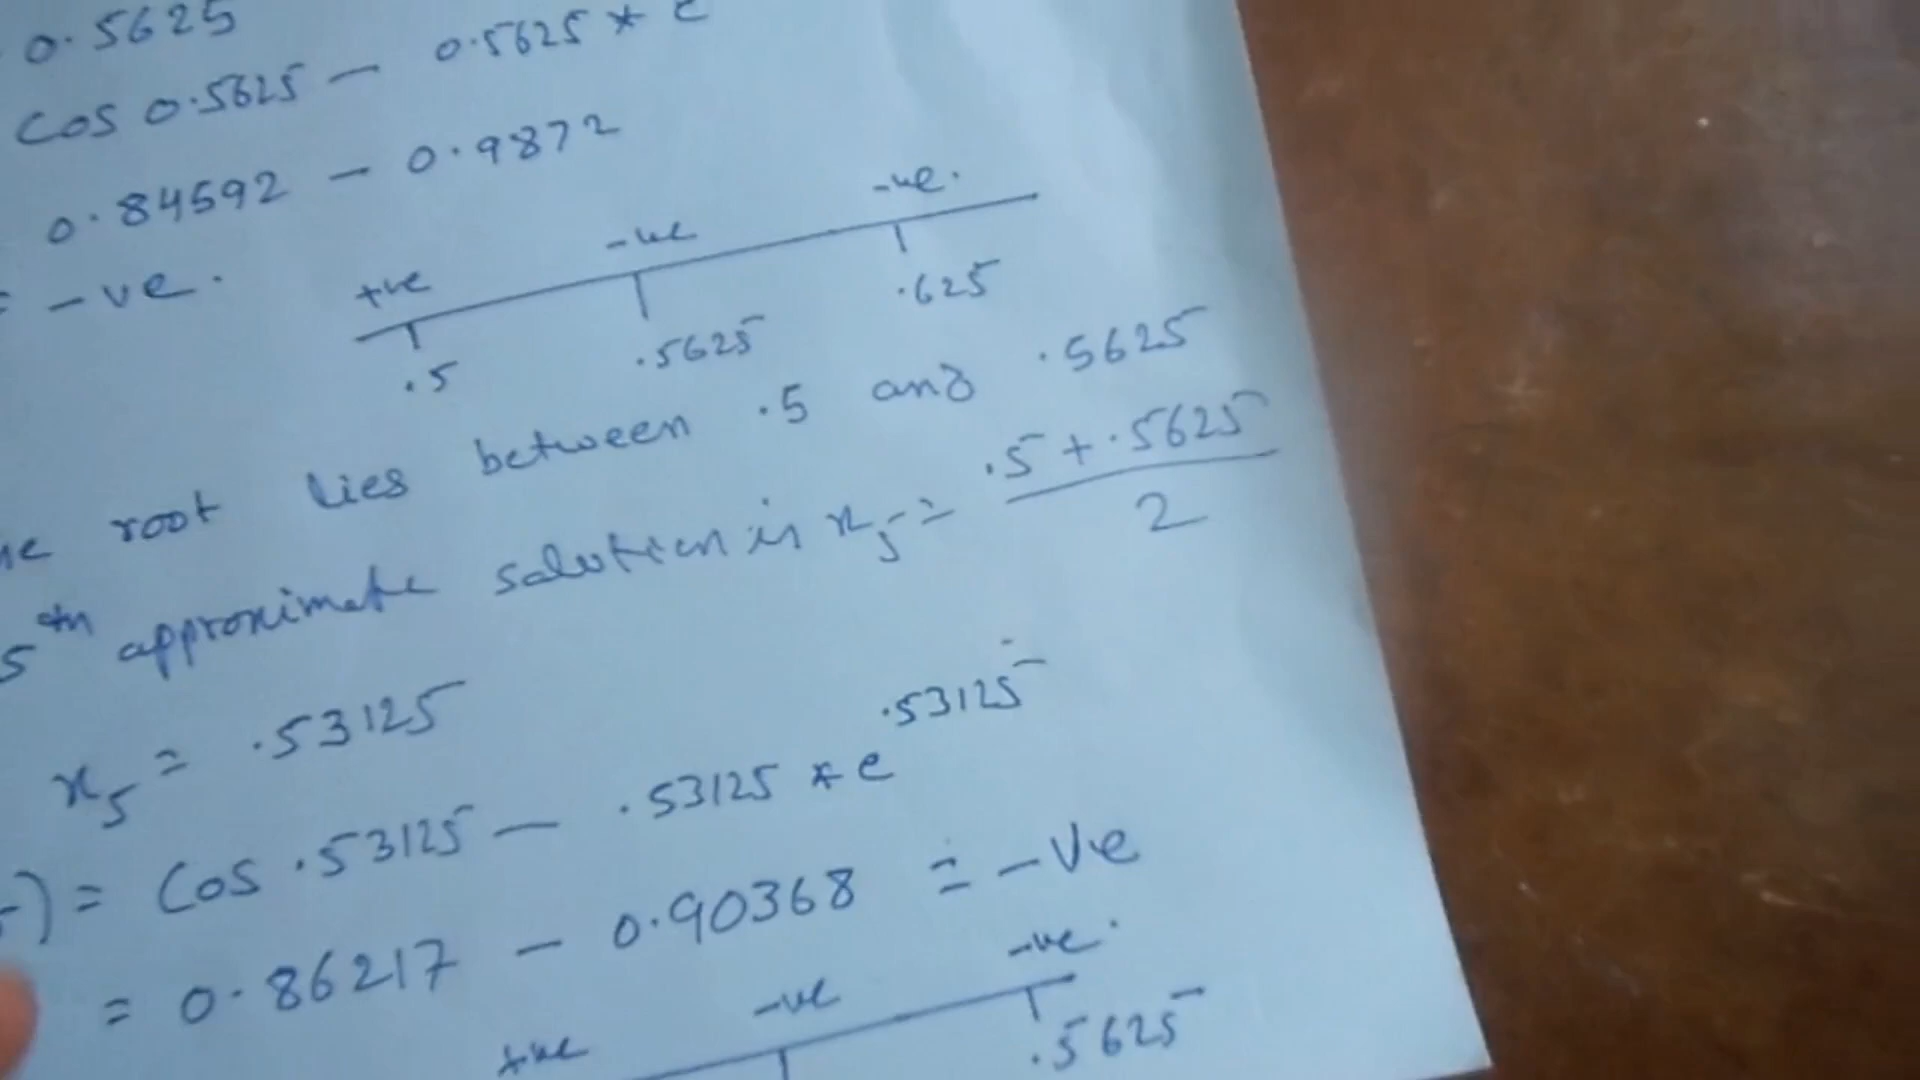 0.5625
Cos 0.5625 - 0.5625 * e
0.84592 - 0.9872
= -ve.
+ve -ve -ve.
.5 .5625 .625
root lies between .5 and .5625
5th approximate solution is x5 = .5 + .5625
2
x5 = .53125
) = Cos .53125 - .53125 * e .53125
= 0.86217 - 0.90368 = -ve
+ve -ve -ve.
.5625